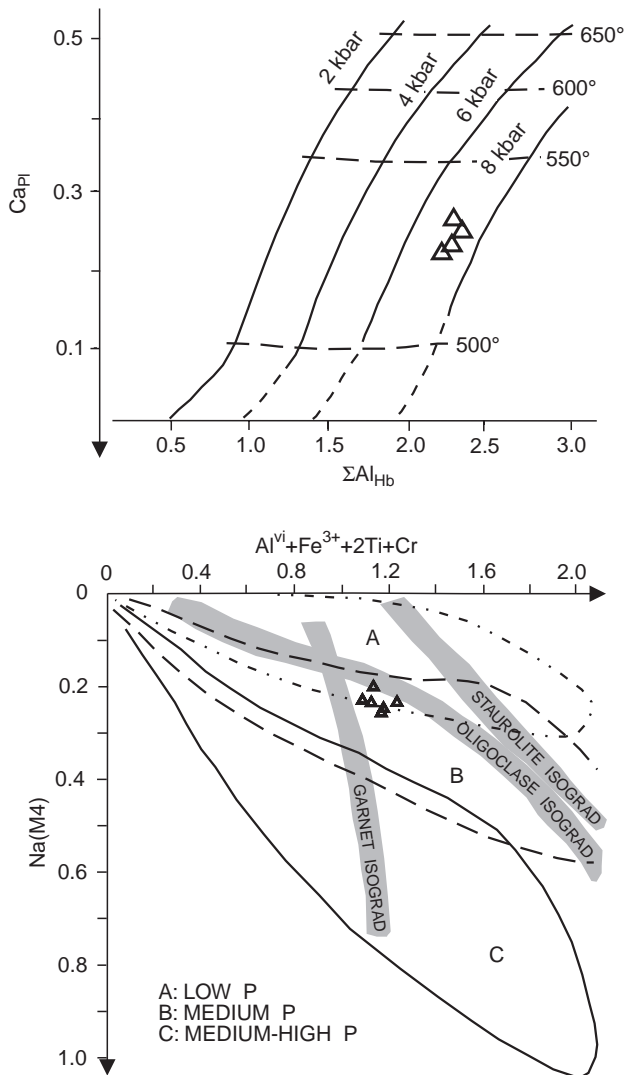 0.5
0.3
0.1
Ca_Pl
2 kbar
4 kbar
6 kbar
8 kbar
650°
600°
550°
500°
0.5 1.0 1.5 2.0 2.5 3.0
ΣAl_Hb
Al^vi+Fe^3++2Ti+Cr
0 0.4 0.8 1.2 1.6 2.0
0
0.2
0.4
0.6
0.8
1.0
Na(M4)
A
B
C
STAUROLITE ISOGRAD
OLIGOCLASE ISOGRAD
GARNET ISOGRAD
A: LOW P
B: MEDIUM P
C: MEDIUM-HIGH P